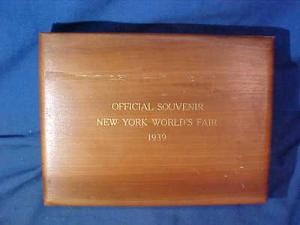 OFFICIAL SOUVENIR
NEW YORK WORLD'S FAIR
1939